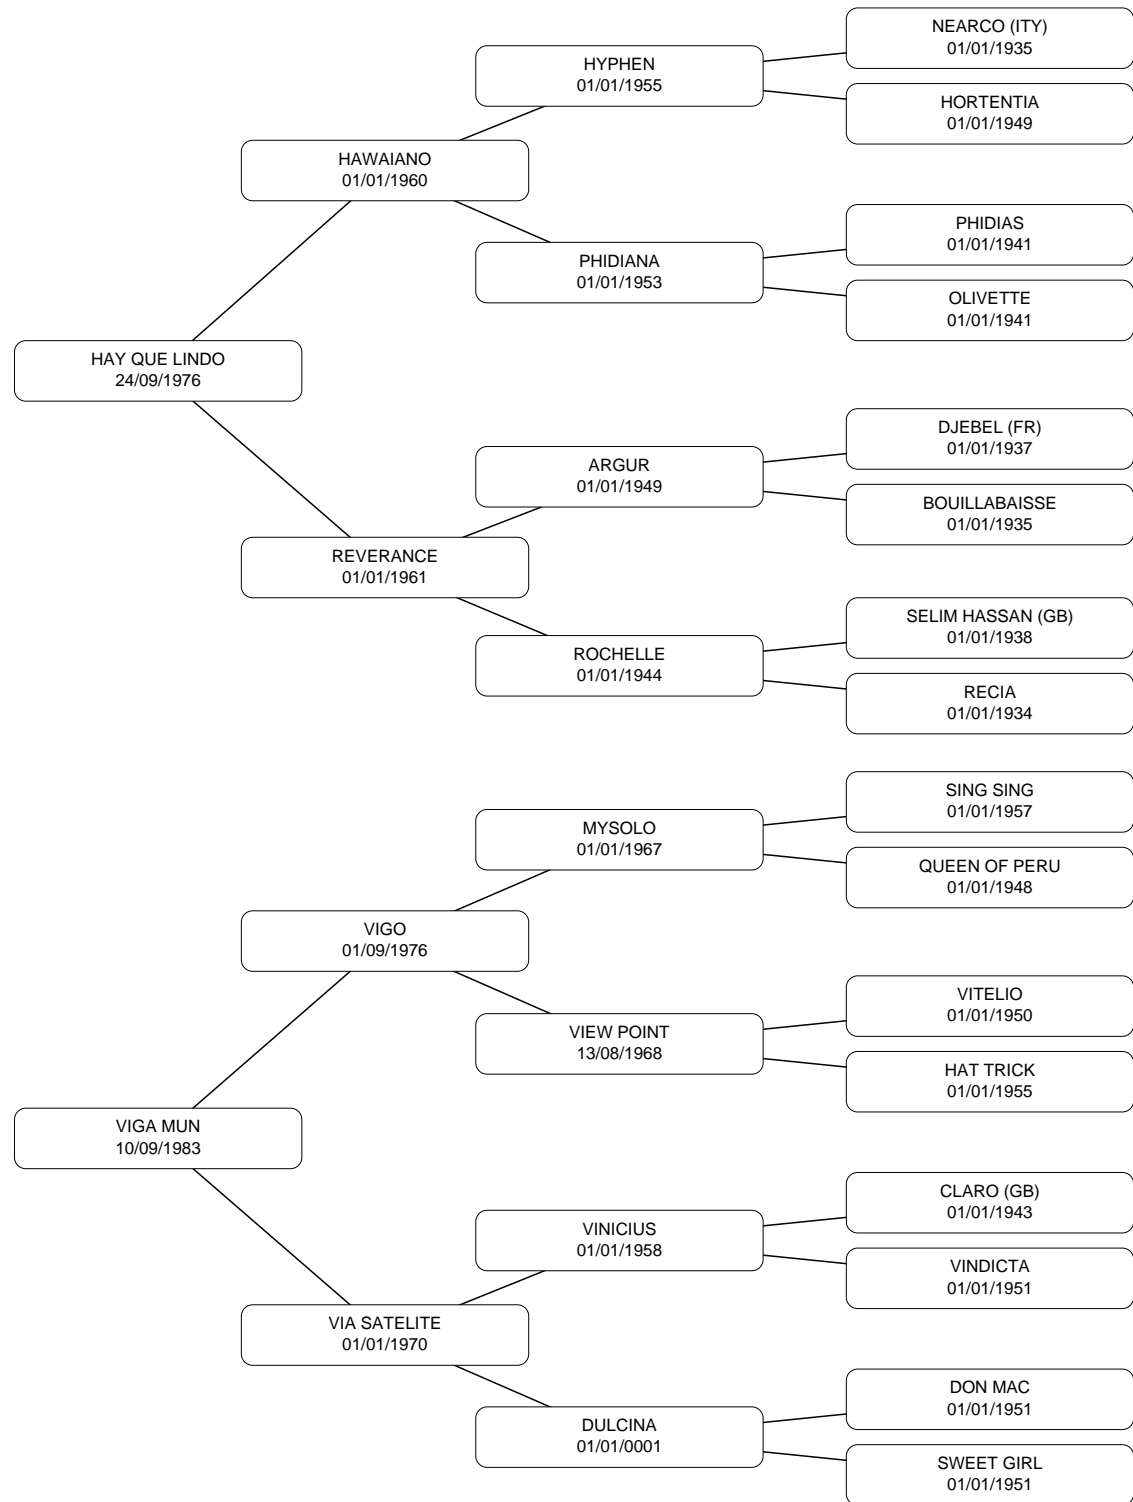 NEARCO (ITY)
01/01/1935
HYPHEN
01/01/1955
HORTENTIA
01/01/1949
HAWAIANO
01/01/1960
PHIDIAS
01/01/1941
PHIDIANA
01/01/1953
OLIVETTE
01/01/1941
HAY QUE LINDO
24/09/1976
DJEBEL (FR)
01/01/1937
ARGUR
01/01/1949
BOUILLABAISSE
01/01/1935
REVERANCE
01/01/1961
SELIM HASSAN (GB)
01/01/1938
ROCHELLE
01/01/1944
RECIA
01/01/1934
SING SING
01/01/1957
MYSOLO
01/01/1967
QUEEN OF PERU
01/01/1948
VIGO
01/09/1976
VITELIO
01/01/1950
VIEW POINT
13/08/1968
HAT TRICK
01/01/1955
VIGA MUN
10/09/1983
CLARO (GB)
01/01/1943
VINICIUS
01/01/1958
VINDICTA
01/01/1951
VIA SATELITE
01/01/1970
DON MAC
01/01/1951
DULCINA
01/01/0001
SWEET GIRL
01/01/1951